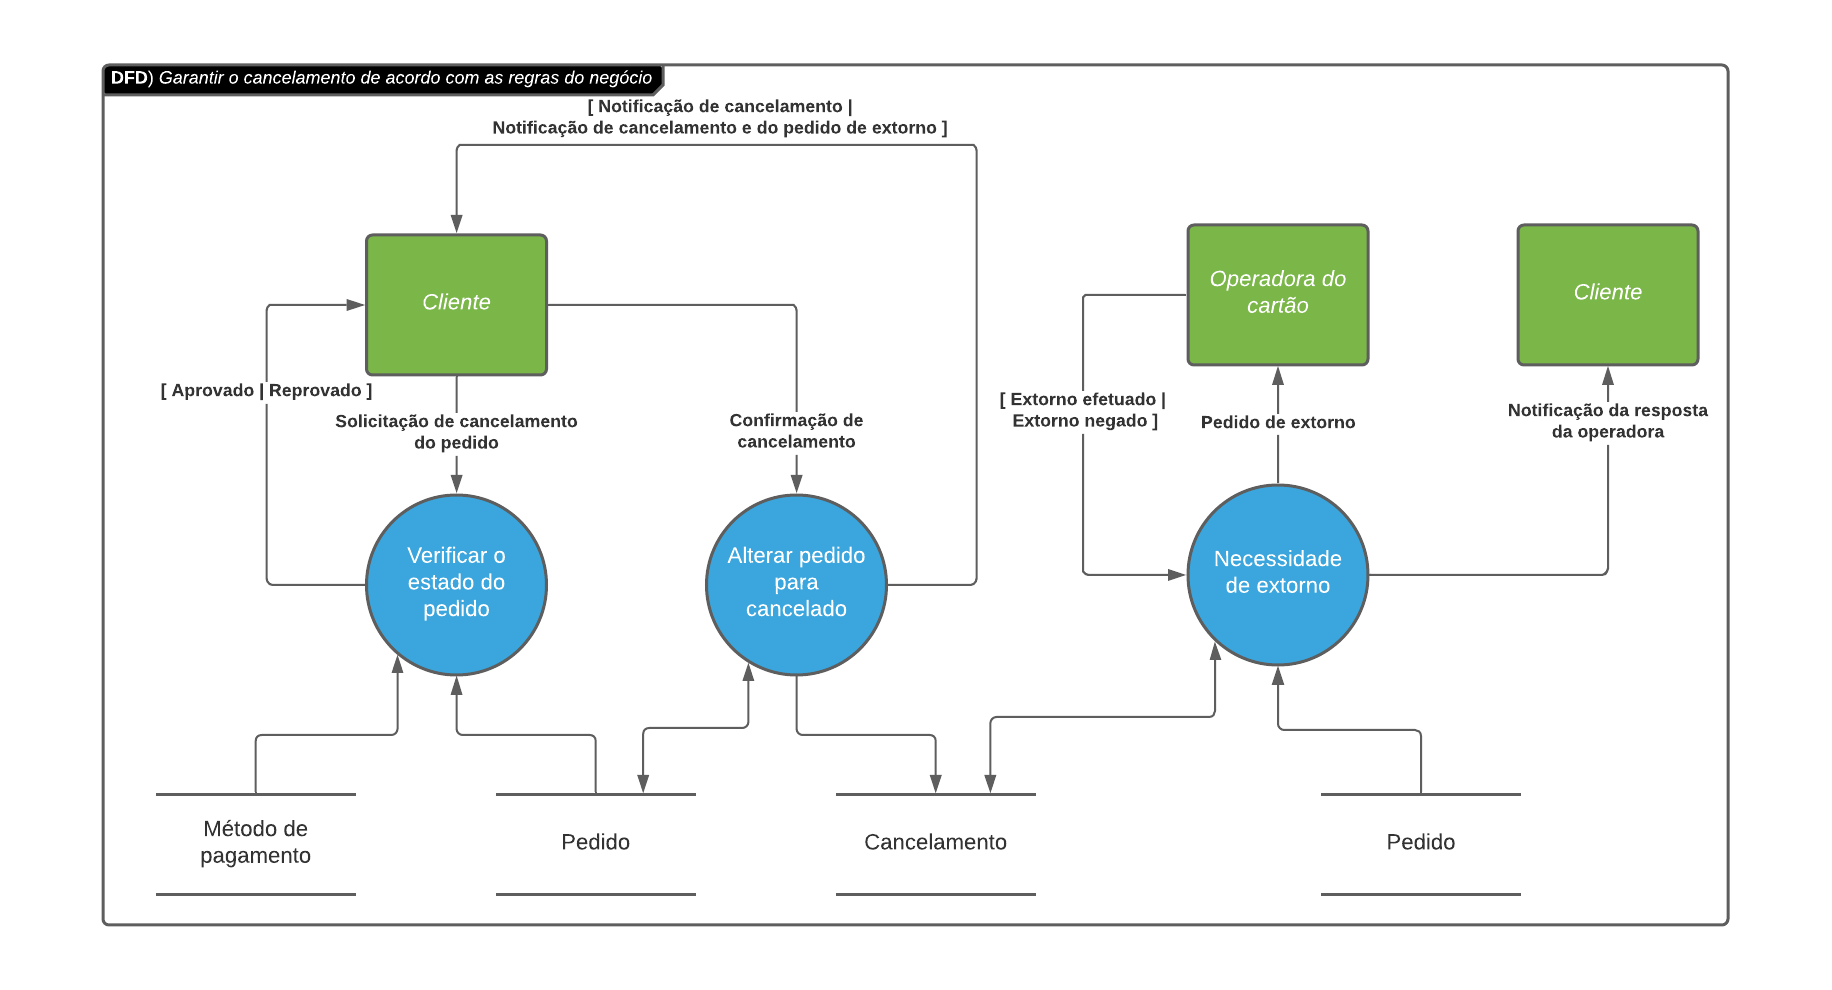 DFD) Garantir o cancelamento de acordo com as regras do negócio
[ Notificação de cancelamento |
Notificação de cancelamento e do pedido de extorno ]
Cliente
Operadora do
cartão
Cliente
[ Aprovado | Reprovado ]
Solicitação de cancelamento
do pedido
Confirmação de
cancelamento
[ Extorno efetuado |
Extorno negado ]
Pedido de extorno
Notificação da resposta
da operadora
Verificar o
estado do
pedido
Alterar pedido
para
cancelado
Necessidade
de extorno
Método de
pagamento
Pedido
Cancelamento
Pedido